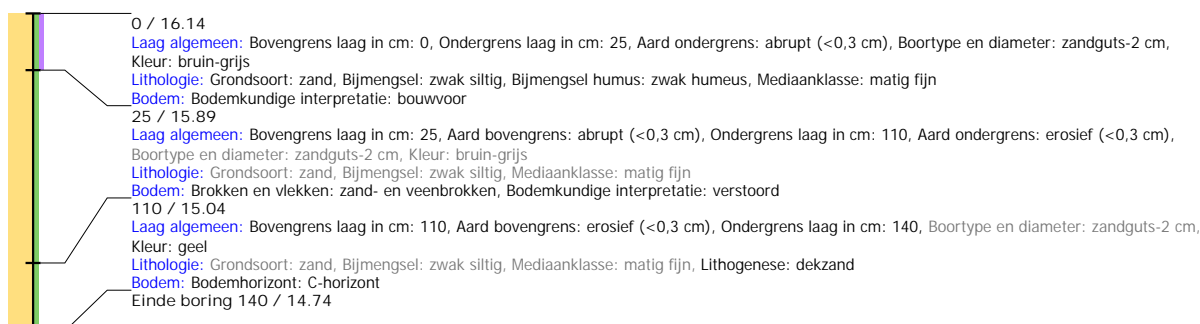 0 / 16.14
Laag algemeen: Bovengrens laag in cm: 0, Ondergrens laag in cm: 25, Aard ondergrens: abrupt (<0,3 cm), Boortype en diameter: zandguts-2 cm,
Kleur: bruin-grijs
Lithologie: Grondsoort: zand, Bijmengsel: zwak siltig, Bijmengsel humus: zwak humeus, Mediaanklasse: matig fijn
Bodem: Bodemkundige interpretatie: bouwvoor
25 / 15.89
Laag algemeen: Bovengrens laag in cm: 25, Aard bovengrens: abrupt (<0,3 cm), Ondergrens laag in cm: 110, Aard ondergrens: erosief (<0,3 cm),
Boortype en diameter: zandguts-2 cm, Kleur: bruin-grijs
Lithologie: Grondsoort: zand, Bijmengsel: zwak siltig, Mediaanklasse: matig fijn
Bodem: Brokken en vlekken: zand- en veenbrokken, Bodemkundige interpretatie: verstoord
110 / 15.04
Laag algemeen: Bovengrens laag in cm: 110, Aard bovengrens: erosief (<0,3 cm), Ondergrens laag in cm: 140, Boortype en diameter: zandguts-2 cm,
Kleur: geel
Lithologie: Grondsoort: zand, Bijmengsel: zwak siltig, Mediaanklasse: matig fijn, Lithogenese: dekzand
Bodem: Bodemhorizont: C-horizont
Einde boring 140 / 14.74